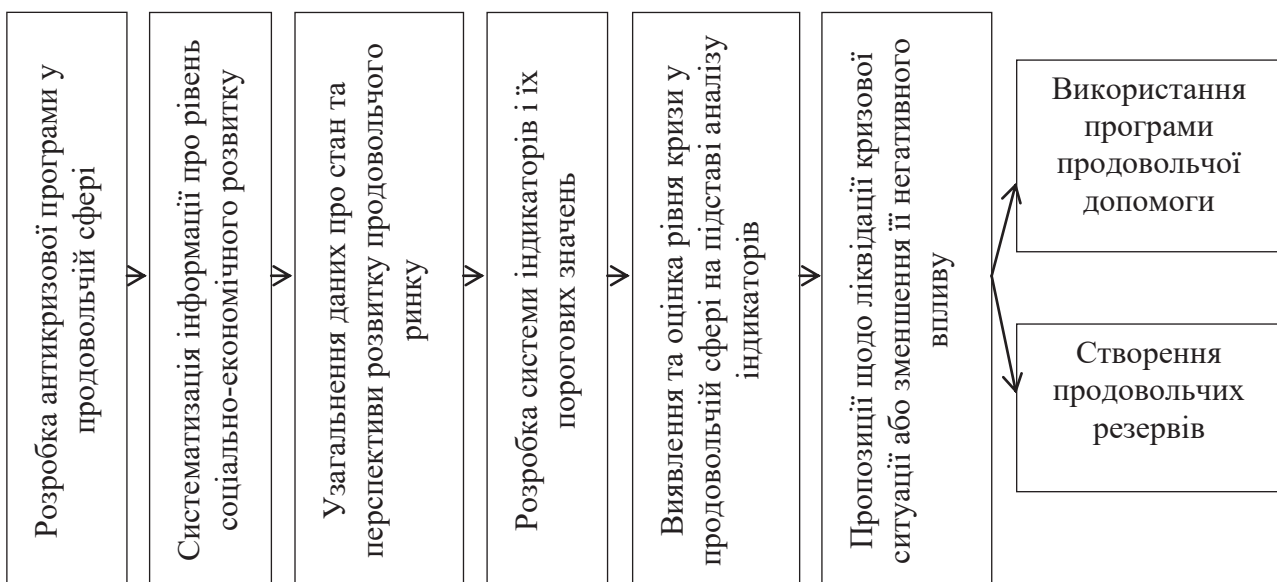 Розробка антикризової програми у
продовольчій сфері
Систематизація інформації про рівень
соціально-економічного розвитку
Узагальнення даних про стан та
перспективи розвитку продовольчого
ринку
Розробка системи індикаторів і їх
порогових значень
Виявлення та оцінка рівня кризи у
продовольчій сфері на підставі аналізу
індикаторів
Пропозиції щодо ліквідації кризової
ситуації або зменшення її негативного
впливу
Використання
програми
продовольчої
допомоги
Створення
продовольчих
резервів